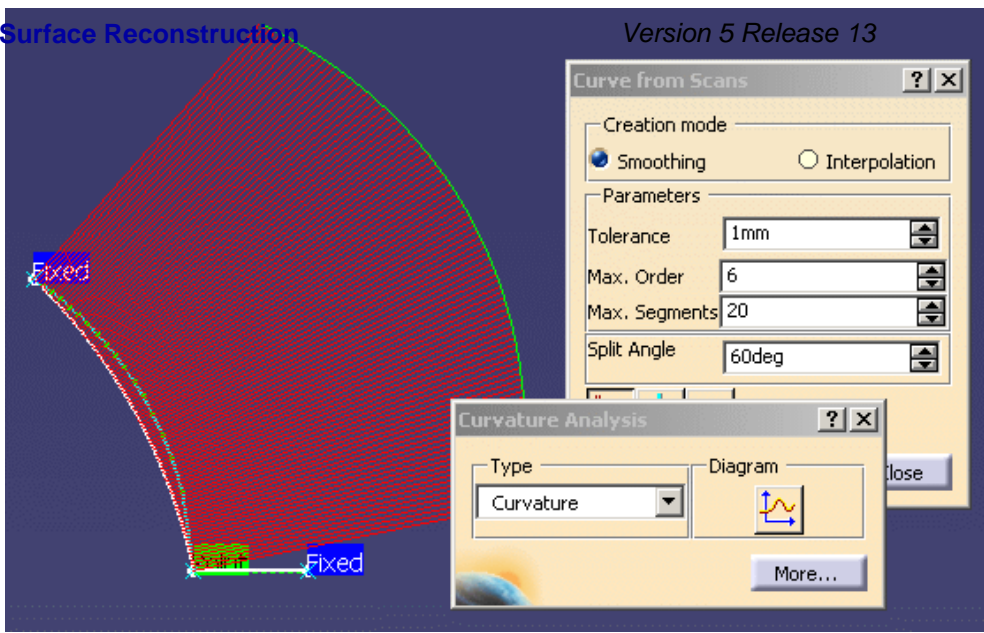 Surface Reconstruction
Version 5 Release 13
Curve from Scans
Creation mode
Smoothing
Interpolation
Parameters
Tolerance
1mm
Max. Order
6
Max. Segments
20
Split Angle
60deg
Fixed
Curvature Analysis
Type
Diagram
Curvature
More...
Fixed